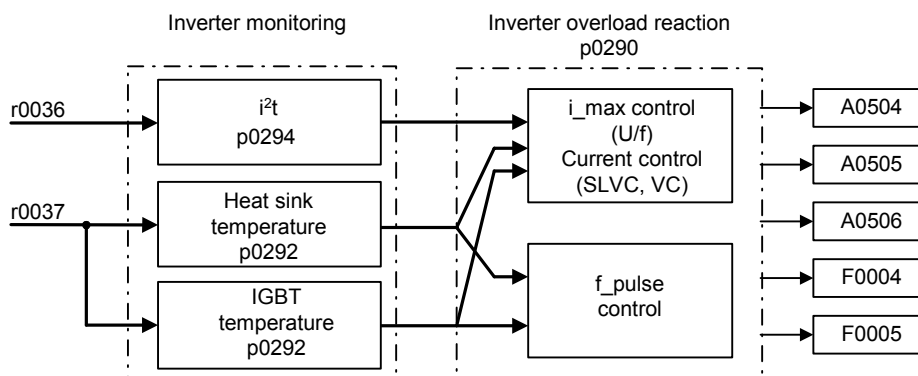 Inverter monitoring
Inverter overload reaction
p0290
r0036
i²t
p0294
r0037
Heat sink
temperature
p0292
IGBT
temperature
p0292
i_max control
(U/f)
Current control
(SLVC, VC)
f_pulse
control
A0504
A0505
A0506
F0004
F0005